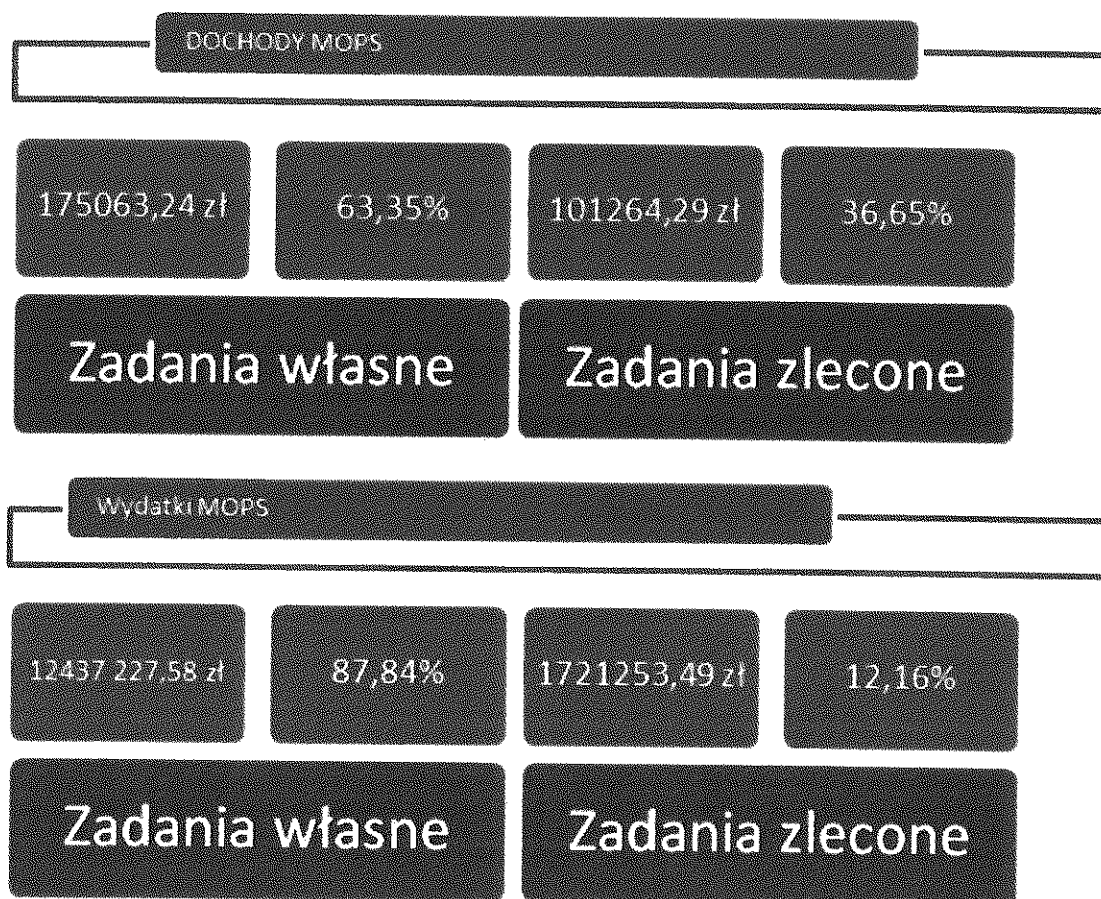 DOCHODY MOPS
175063,24 zł 63,35% 101264,29 zł 36,65%
Zadania własne Zadania zlecone
Wydatki MOPS
12437 227,58 zł 87,84% 1721253,49 zł 12,16%
Zadania własne Zadania zlecone